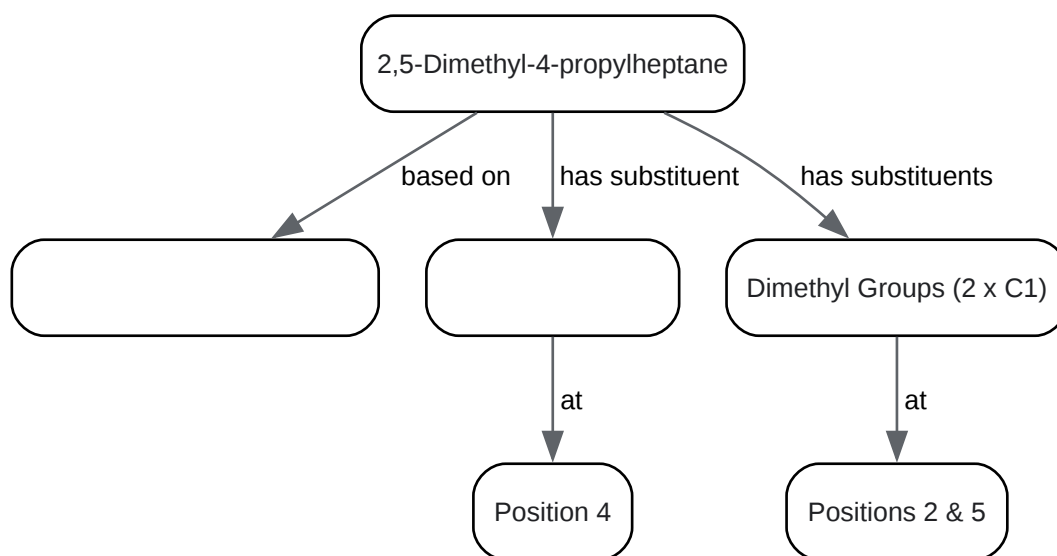 2,5-Dimethyl-4-propylheptane
based on
has substituent
has substituents
Dimethyl Groups (2 x C1)
at
at
Position 4
Positions 2 & 5